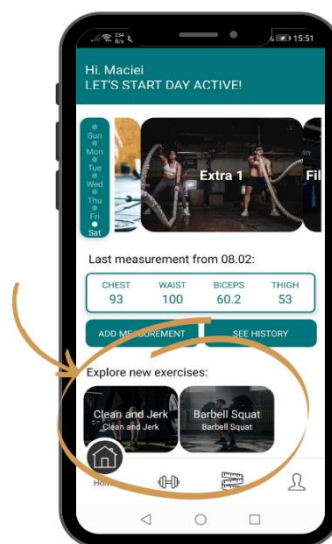 234
B/s
15:51
Hi. Maciei
LET'S START DAY ACTIVE!
Sun
Mon
Tue
Wed
Thu
Fri
Sat
Extra 1
Fil
Last measurement from 08.02:
CHEST WAIST BICEPS THIGH
93 100 60.2 53
ADD MEASUREMENT SEE HISTORY
Explore new exercises:
Clean and Jerk Barbell Squat
Clean and Jerk Barbell Squat